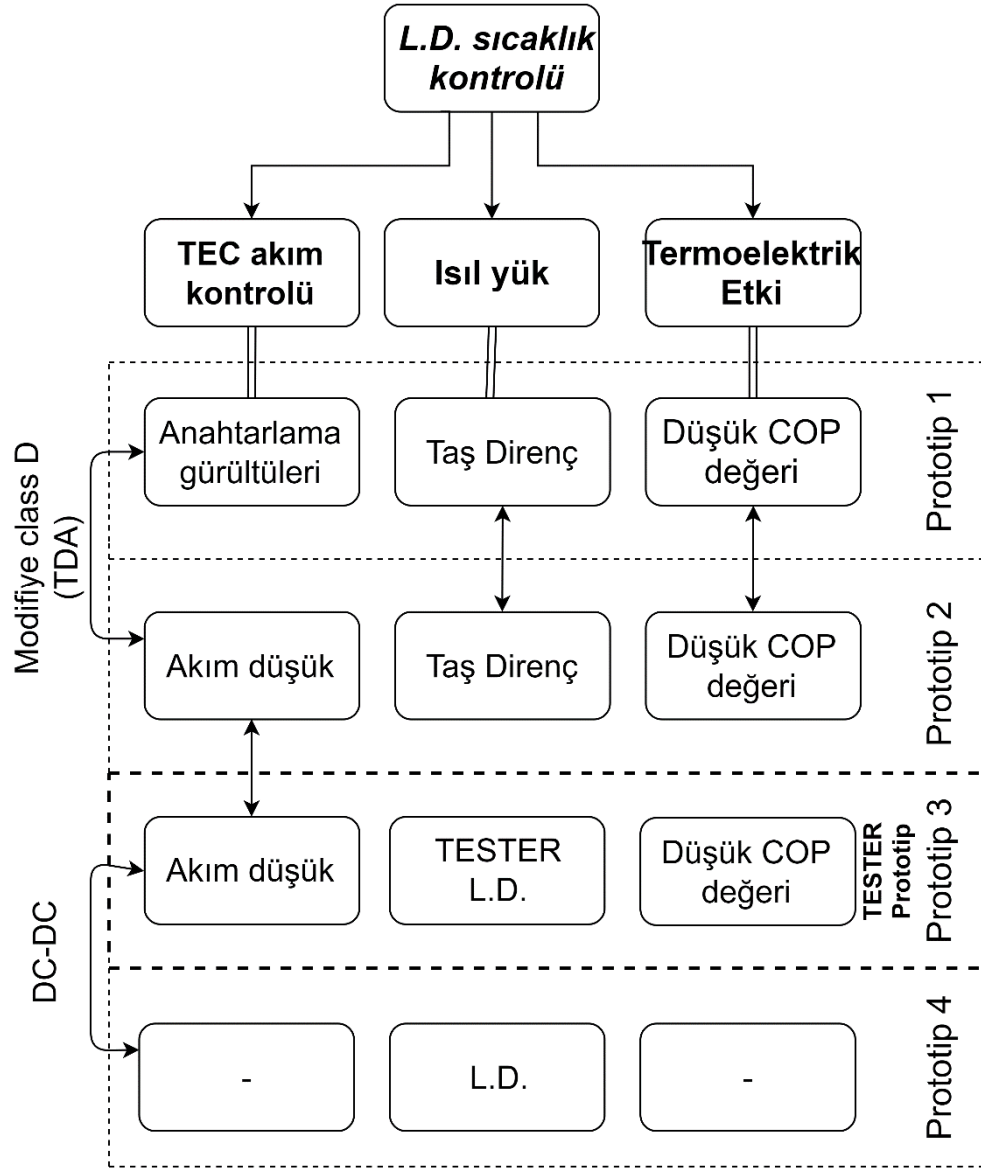 L.D. sıcaklık
kontrolü
TEC akım
kontrolü
Isıl yük
Termoelektrik
Etki
Anahtarlama
gürültüleri
Taş Direnç
Düşük COP
değeri
Prototip 1
Modifiye class D
(TDA)
Akım düşük
Taş Direnç
Düşük COP
değeri
Prototip 2
Akım düşük
TESTER
L.D.
Düşük COP
değeri
TESTER
Prototip
Prototip 3
DC-DC
-
L.D.
-
Prototip 4